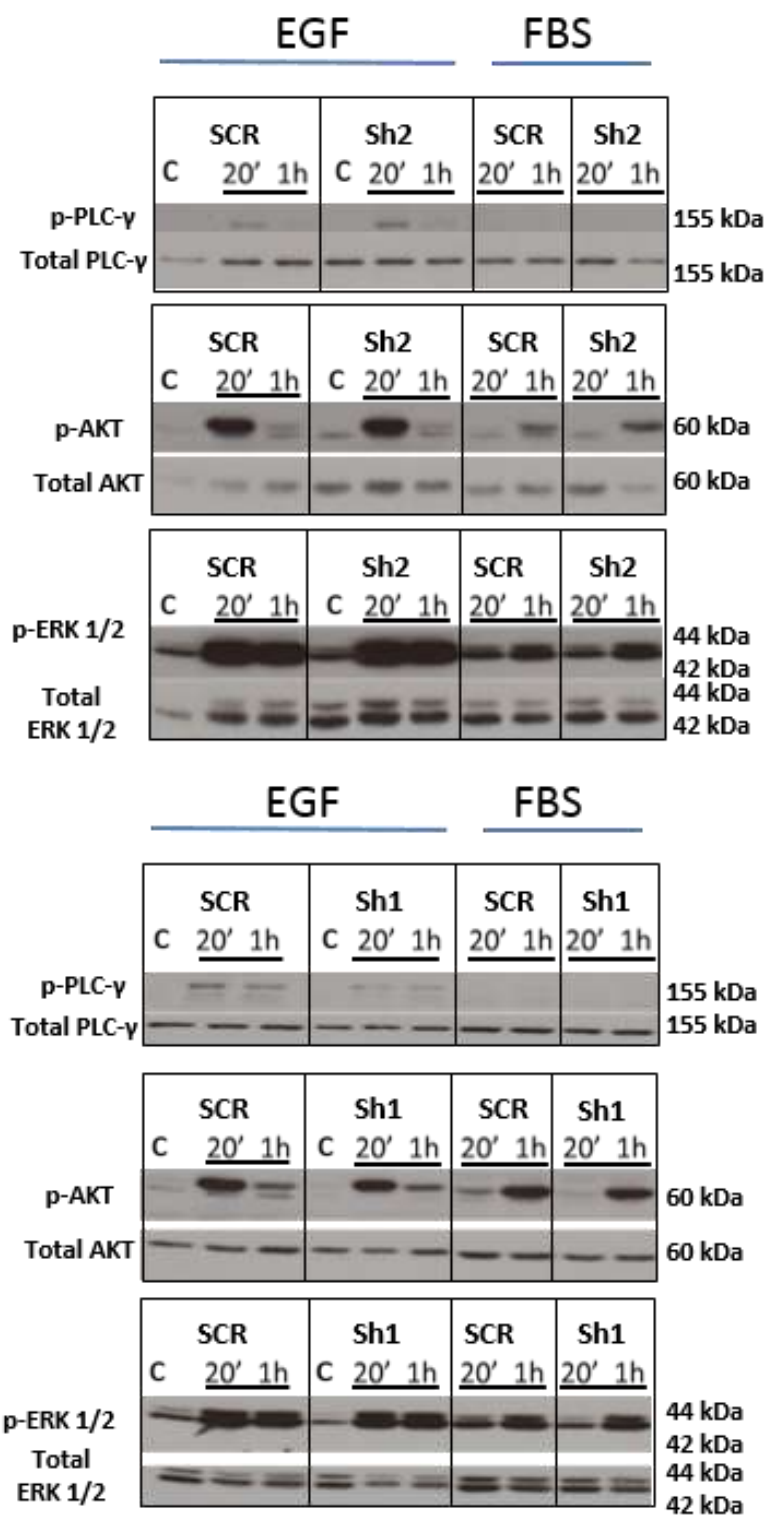 EGF FBS
SCR Sh2 SCR Sh2
C 20’ 1h C 20’ 1h 20’ 1h 20’ 1h
p-PLC-γ 155 kDa
Total PLC-γ 155 kDa
SCR Sh2 SCR Sh2
C 20’ 1h C 20’ 1h 20’ 1h 20’ 1h
p-AKT 60 kDa
Total AKT 60 kDa
SCR Sh2 SCR Sh2
C 20’ 1h C 20’ 1h 20’ 1h 20’ 1h
p-ERK 1/2 44 kDa
42 kDa
Total 44 kDa
ERK 1/2 42 kDa
EGF FBS
SCR Sh1 SCR Sh1
C 20’ 1h C 20’ 1h 20’ 1h 20’ 1h
p-PLC-γ 155 kDa
Total PLC-γ 155 kDa
SCR Sh1 SCR Sh1
C 20’ 1h C 20’ 1h 20’ 1h 20’ 1h
p-AKT 60 kDa
Total AKT 60 kDa
SCR Sh1 SCR Sh1
C 20’ 1h C 20’ 1h 20’ 1h 20’ 1h
p-ERK 1/2 44 kDa
42 kDa
Total 44 kDa
ERK 1/2 42 kDa